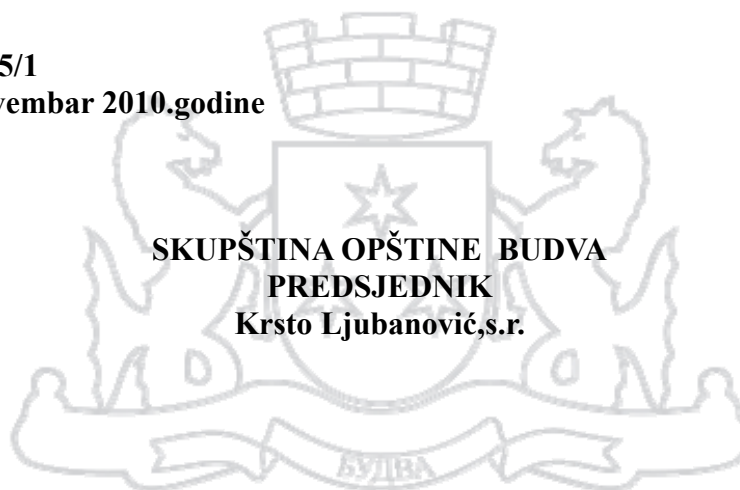 5/1
vembar 2010.godine
SKUPŠTINA OPŠTINE BUDVA
PREDSJEDNIK
Krsto Ljubanović,s.r.
БУДВА